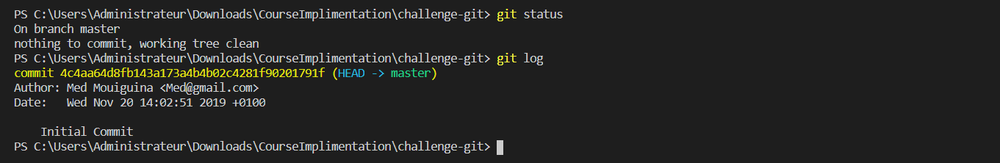 PS C:\Users\Administrateur\Downloads\CourseImplimentation\challenge-git> git status
On branch master
nothing to commit, working tree clean
PS C:\Users\Administrateur\Downloads\CourseImplimentation\challenge-git> git log
commit 4c4aa64d8fb143a173a4b4b02c4281f90201791f (HEAD -> master)
Author: Med Mouiguina <Med@gmail.com>
Date:   Wed Nov 20 14:02:51 2019 +0100
    Initial Commit
PS C:\Users\Administrateur\Downloads\CourseImplimentation\challenge-git>